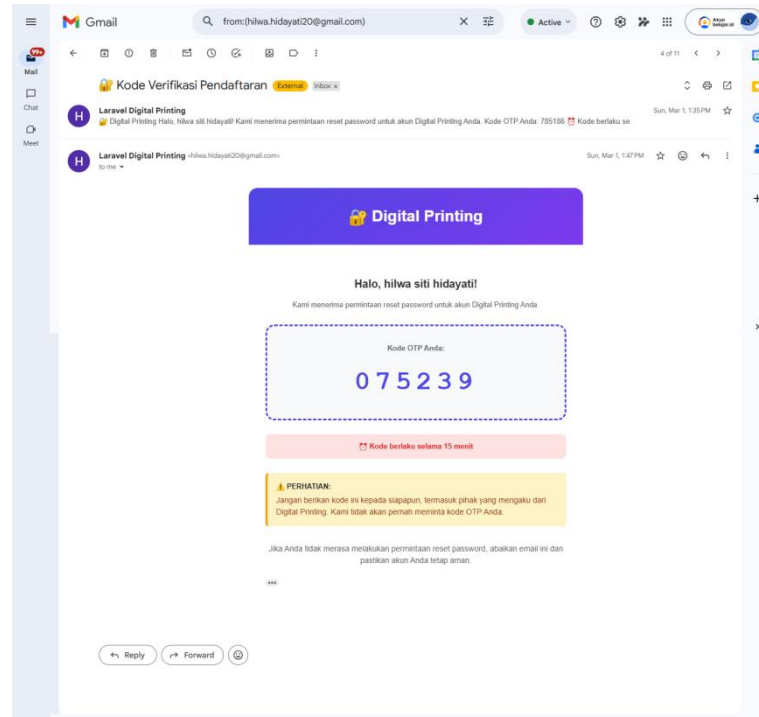 Gmail
from:(hilwa.hidayati20@gmail.com)
Active
Akun
belajar.id
99+
Mail
Chat
Meet
4 of 11
🔐 Kode Verifikasi Pendaftaran External Inbox x
Laravel Digital Printing
Sun, Mar 1, 1:35 PM
🔐 Digital Printing Halo, hilwa siti hidayati! Kami menerima permintaan reset password untuk akun Digital Printing Anda. Kode OTP Anda: 785186 ⏰ Kode berlaku se
H
Laravel Digital Printing <hilwa.hidayati20@gmail.com>
Sun, Mar 1, 1:47 PM
to me
H
🔐 Digital Printing
Halo, hilwa siti hidayati!
Kami menerima permintaan reset password untuk akun Digital Printing Anda.
Kode OTP Anda:
075239
⏰ Kode berlaku selama 15 menit
⚠️ PERHATIAN:
Jangan berikan kode ini kepada siapapun, termasuk pihak yang mengaku dari
Digital Printing. Kami tidak akan pernah meminta kode OTP Anda.
Jika Anda tidak merasa melakukan permintaan reset password, abaikan email ini dan
pastikan akun Anda tetap aman.
Reply
Forward